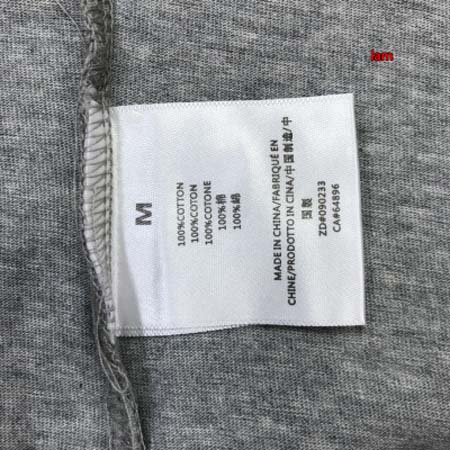 lam
M
100%COTTON
100%COTON
100%COTONE
100%棉
100%綿
MADE IN CHINA/FABRIQUÉ EN
CHINE/PRODOTTO IN CINA/中国制造/中
国製
ZD#090233
CA#64896